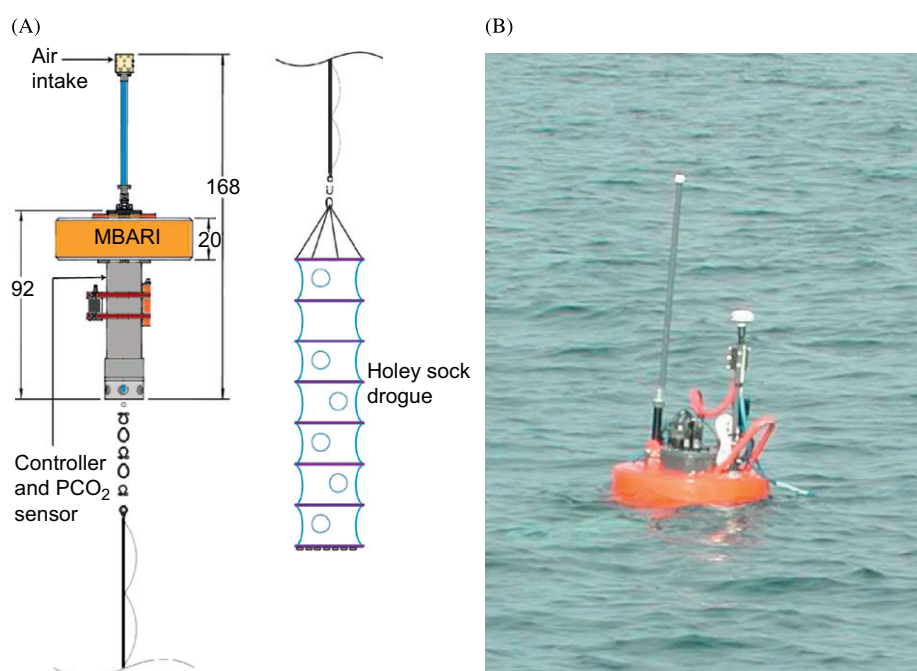 (A)
(B)
Air
intake
168
MBARI
20
92
Holey sock
drogue
Controller
and PCO₂
sensor